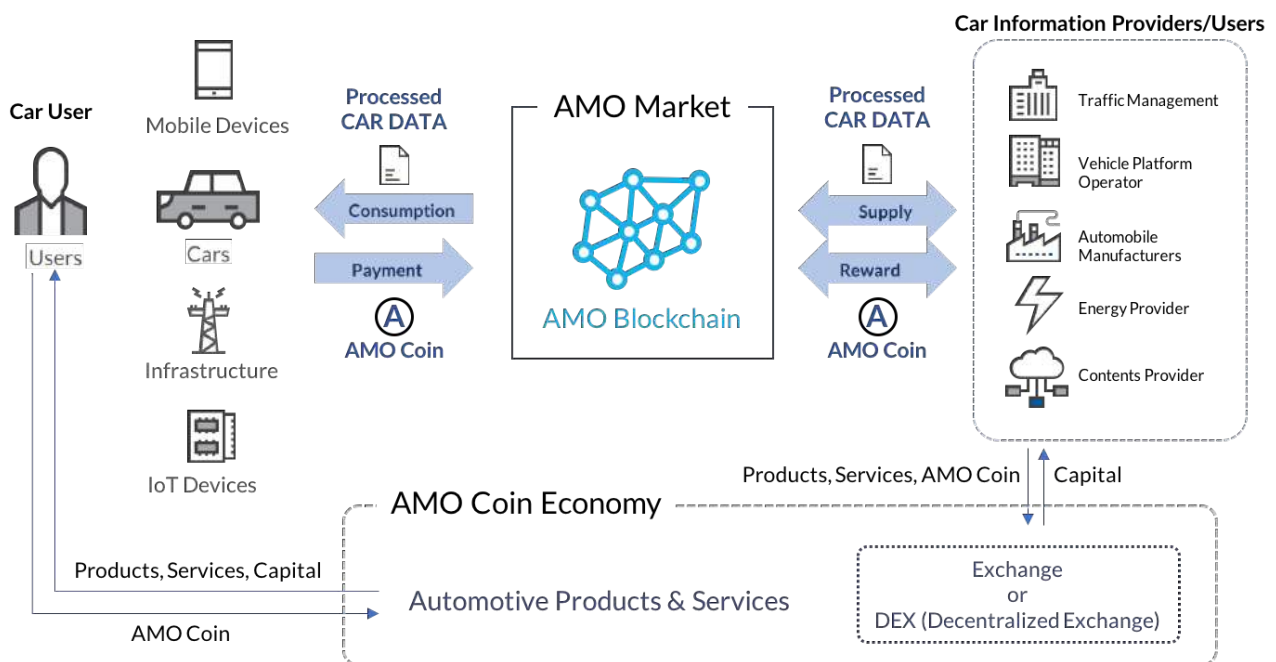 Car Information Providers/Users
Car User
Users
Mobile Devices
Cars
Infrastructure
IoT Devices
Processed
CAR DATA
Consumption
Payment
A
AMO Coin
AMO Market
AMO Blockchain
Processed
CAR DATA
Supply
Reward
A
AMO Coin
Traffic Management
Vehicle Platform
Operator
Automobile
Manufacturers
Energy Provider
Contents Provider
Products, Services, AMO Coin
Capital
AMO Coin Economy
Products, Services, Capital
AMO Coin
Automotive Products & Services
Exchange
or
DEX (Decentralized Exchange)